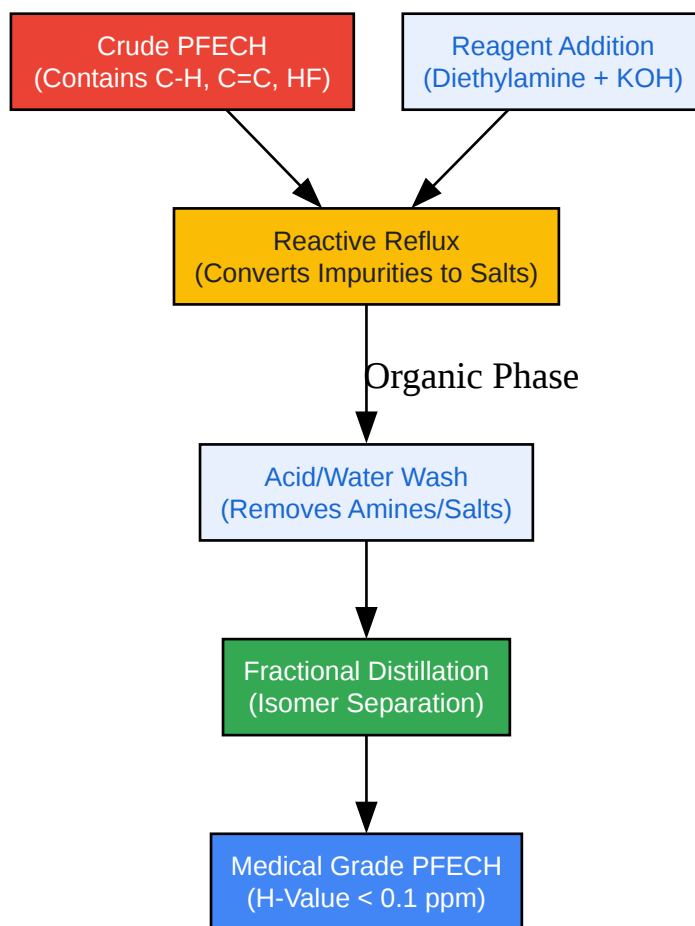 Crude PFECH
(Contains C-H, C=C, HF)
Reagent Addition
(Diethylamine + KOH)
Reactive Reflux
(Converts Impurities to Salts)
Organic Phase
Acid/Water Wash
(Removes Amines/Salts)
Fractional Distillation
(Isomer Separation)
Medical Grade PFECH
(H-Value < 0.1 ppm)